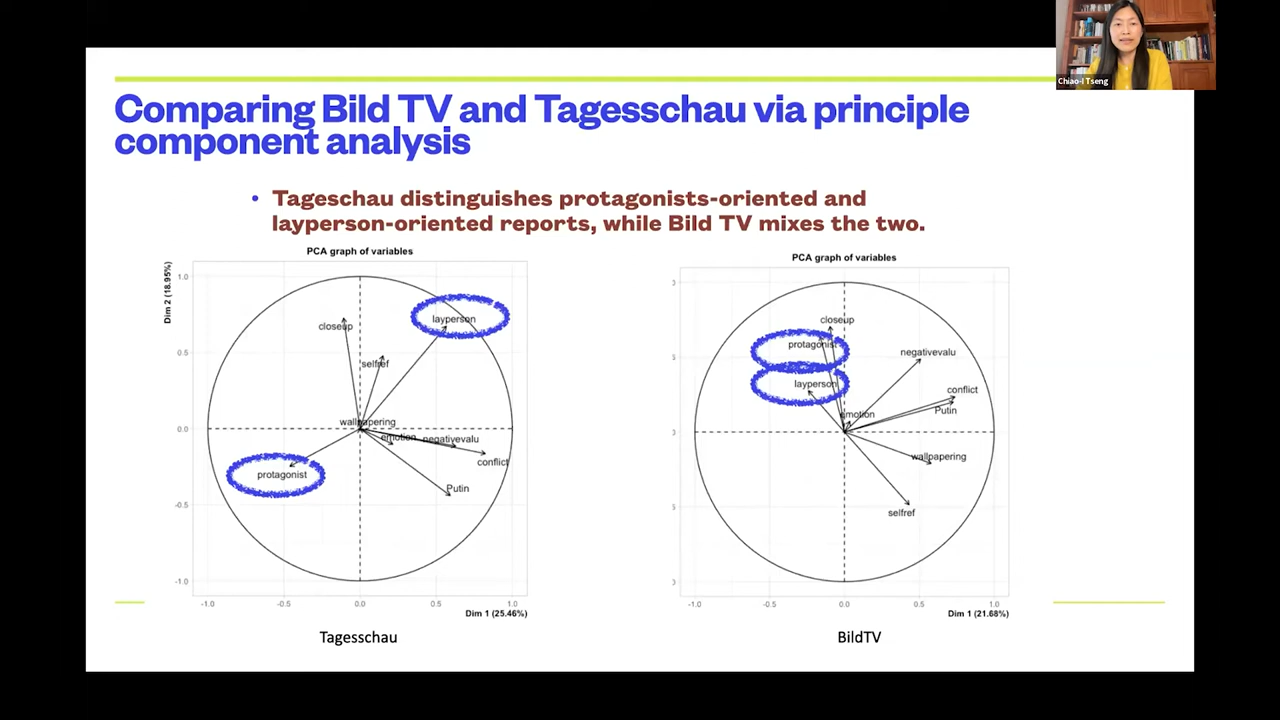 Chiao-I Tseng
Comparing Bild TV and Tagesschau via principle
component analysis
• Tageschau distinguishes protagonists-oriented and
layperson-oriented reports, while Bild TV mixes the two.
PCA graph of variables
Dim 2 (18.95%)
1.0
0.5
0.0
-0.5
-1.0
closeup
layperson
selfref
wallpapering
emotion
negativevalu
conflict
protagonist
Putin
-1.0
-0.5
0.0
0.5
1.0
Dim 1 (25.46%)
Tagesschau
PCA graph of variables
closeup
protagonist
negativevalu
layperson
conflict
Putin
emotion
wallpapering
selfref
-1.0
-0.5
0.0
0.5
1.0
Dim 1 (21.68%)
BildTV